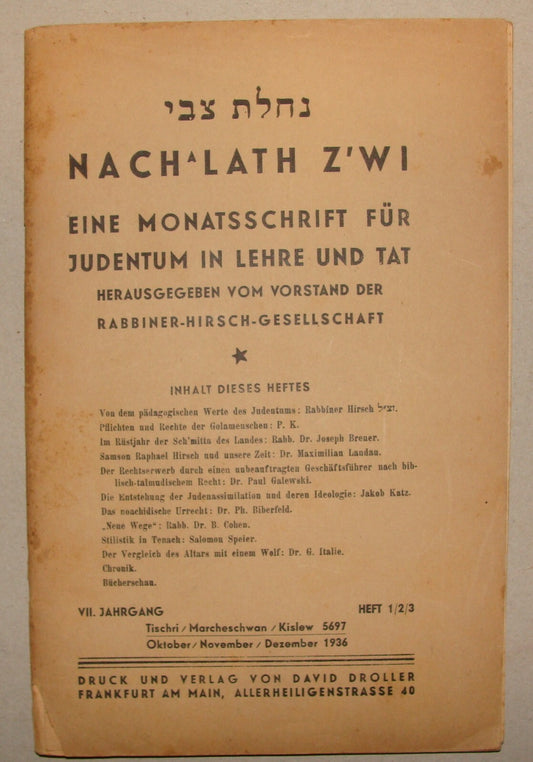 נחלת צבי
NACHᴬLATH Z'WI
EINE MONATSSCHRIFT FÜR
JUDENTUM IN LEHRE UND TAT
HERAUSGEGEBEN VOM VORSTAND DER
RABBINER-HIRSCH-GESELLSCHAFT
INHALT DIESES HEFTES
Von dem pädagogischen Werte des Judentums: Rabbiner Hirsch זצ״ל.
Pflichten und Rechte der Golamenschen: P. K.
Im Rüstjahr der Sch'mitta des Landes: Rabb. Dr. Joseph Breuer.
Samson Raphael Hirsch und unsere Zeit: Dr. Maximilian Landau.
Der Rechtserwerb durch einen unbeauftragten Geschäftsführer nach bib-
lisch-talmudischem Recht: Dr. Paul Galewski.
Die Entstehung der Judenassimilation und deren Ideologie: Jakob Katz.
Das noachidische Urrecht: Dr. Ph. Biberfeld.
„Neue Wege": Rabb. Dr. B. Cohen.
Stilistik in Tenach: Salomon Speier.
Der Vergleich des Altars mit einem Wolf: Dr. G. Italie.
Chronik.
Bücherschau.
VII. JAHRGANG HEFT 1/2/3
Tischri / Marcheschwan / Kislew 5697
Oktober / November / Dezember 1936
DRUCK UND VERLAG VON DAVID DROLLER
FRANKFURT AM MAIN, ALLERHEILIGENSTRASSE 40